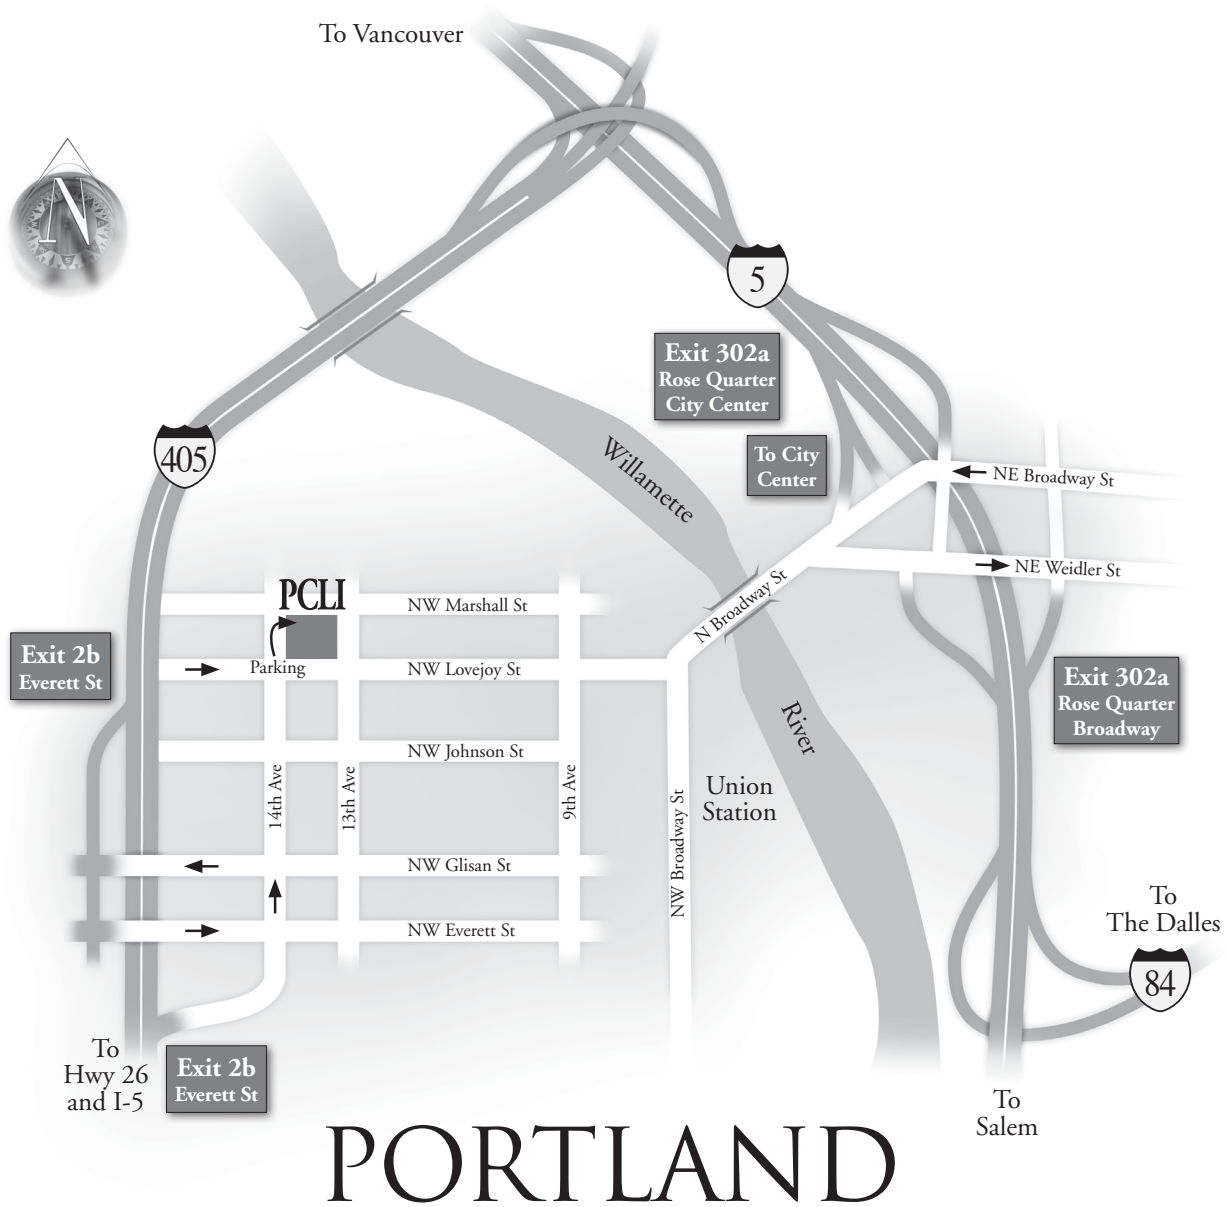 To Vancouver
N
5
Exit 302a
Rose Quarter
City Center
405
To City
Center
Willamette
NE Broadway St
NE Weidler St
N Broadway St
PCLI
NW Marshall St
Parking
NW Lovejoy St
Exit 2b
Everett St
Exit 302a
Rose Quarter
Broadway
River
NW Johnson St
14th Ave
13th Ave
9th Ave
NW Broadway St
Union
Station
NW Glisan St
NW Everett St
To
The Dalles
84
To
Hwy 26
and I-5
Exit 2b
Everett St
To
Salem
PORTLAND